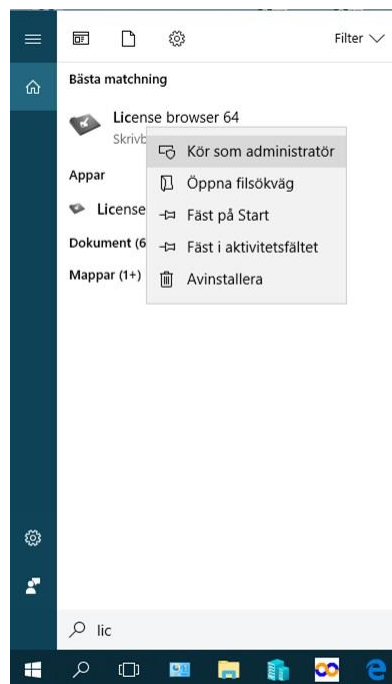 Filter
Bästa matchning
License browser 64
Skrivb
Kör som administratör
Appar
Öppna filsökväg
License
Fäst på Start
Dokument (6
Fäst i aktivitetsfältet
Mappar (1+)
Avinstallera
lic